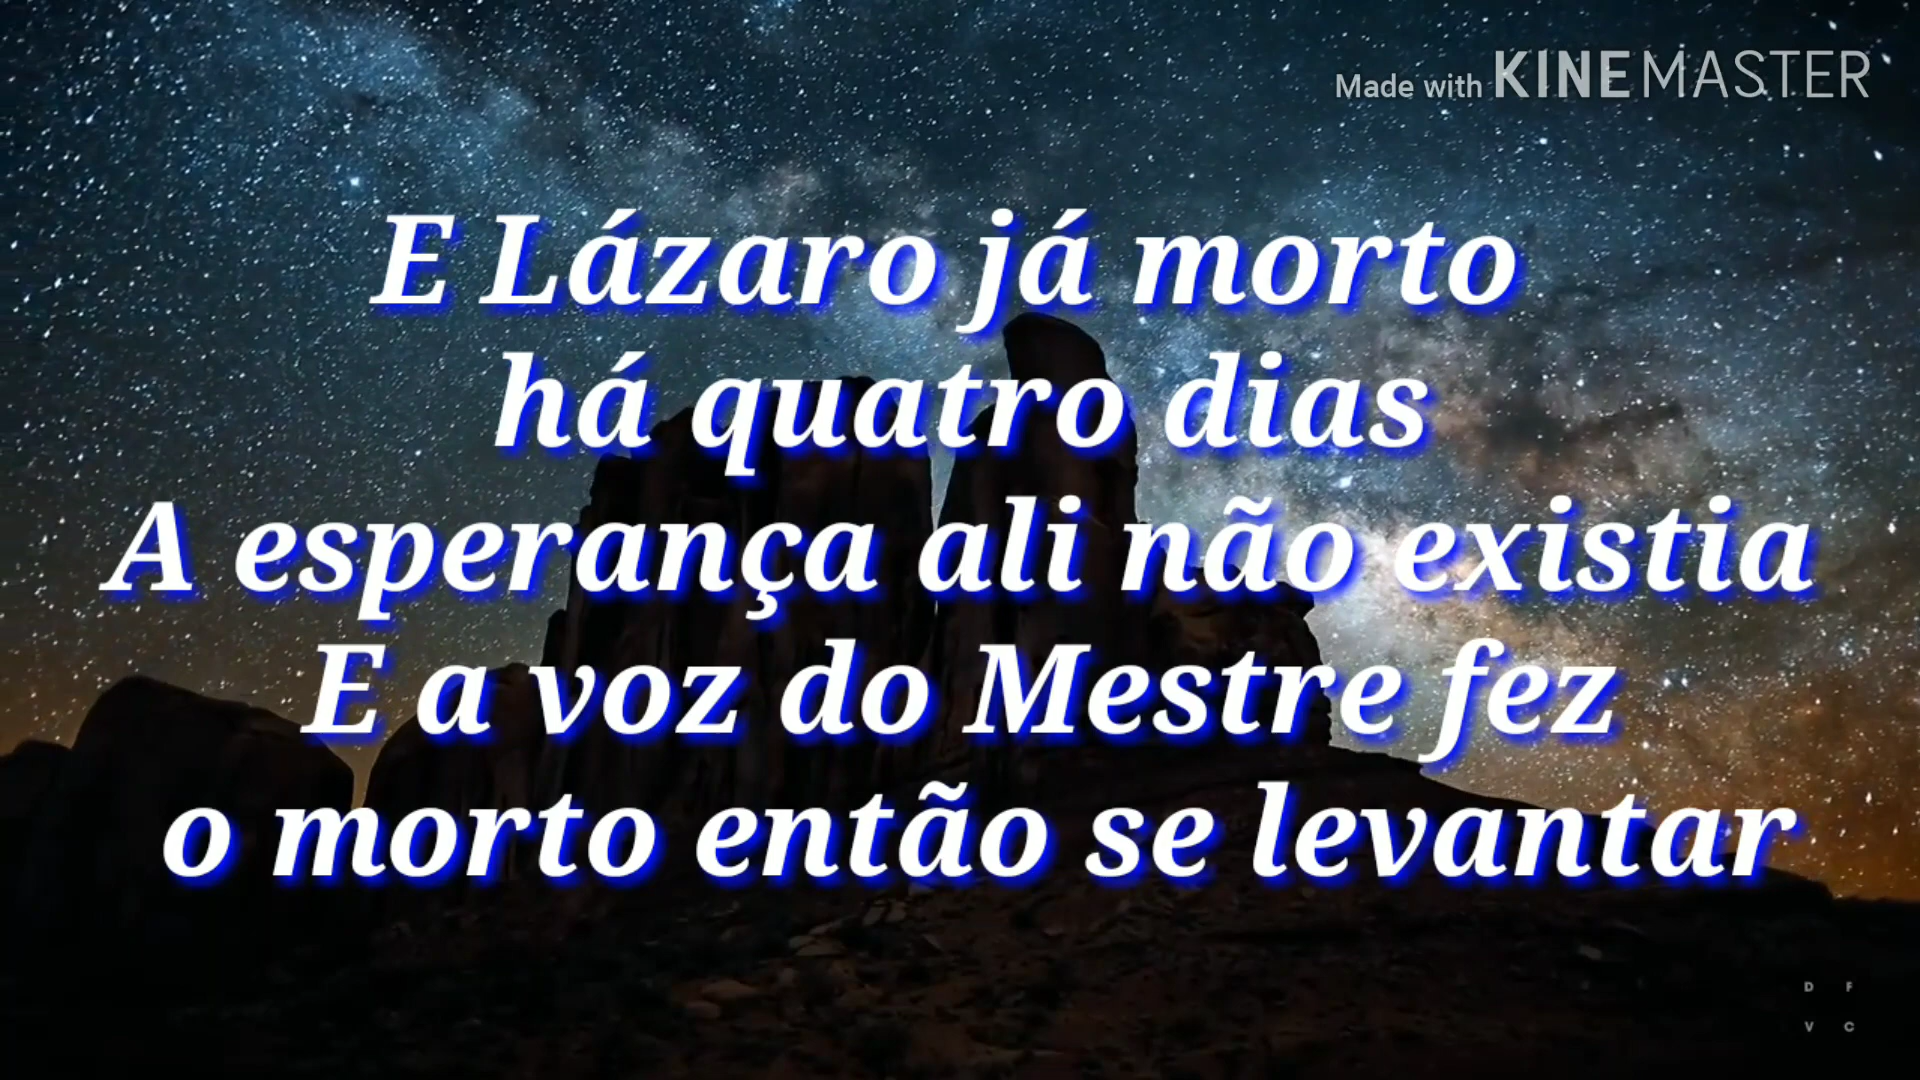 Made with KINEMASTER
E Lázaro já morto
há quatro dias
A esperança ali não existia
E a voz do Mestre fez
o morto então se levantar
D F
V C